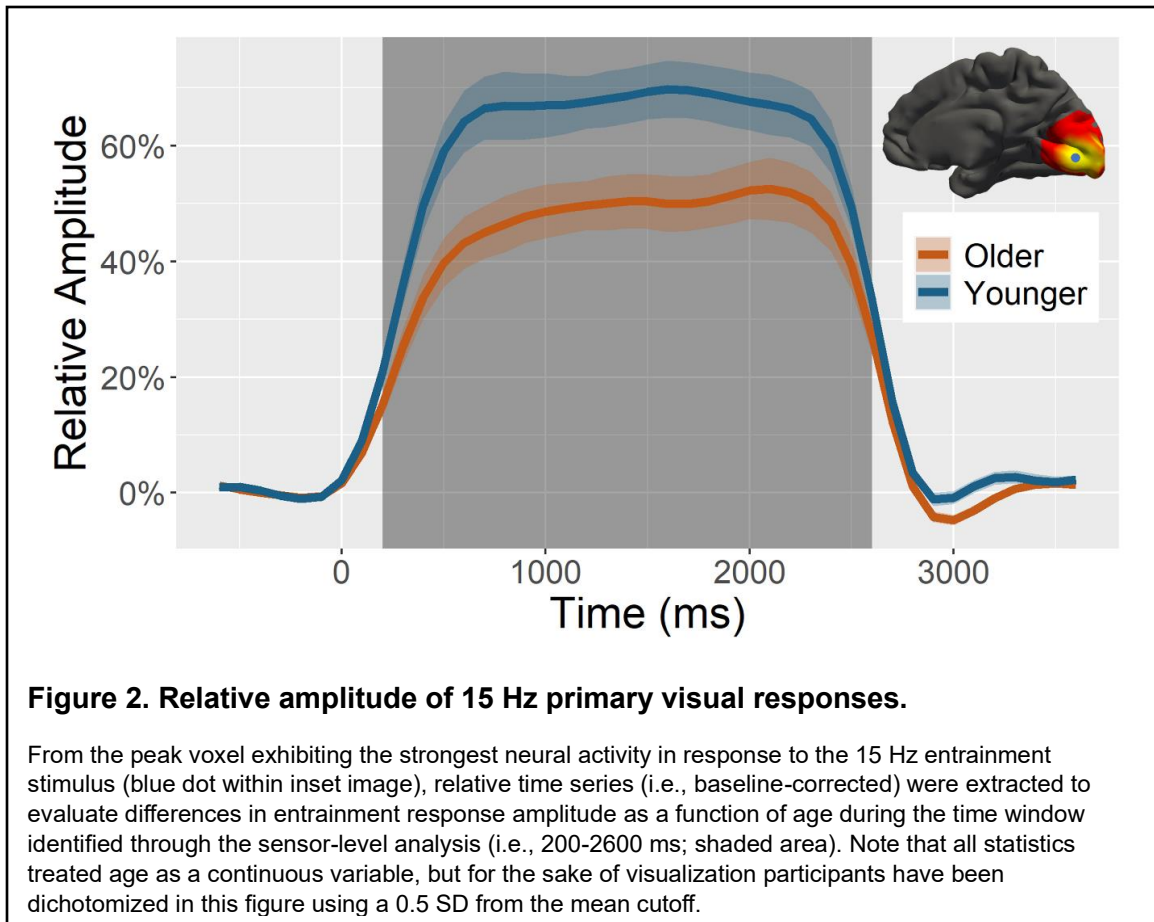 60%
40%
20%
0%
Relative Amplitude
Older
Younger
0 1000 2000 3000
Time (ms)
Figure 2. Relative amplitude of 15 Hz primary visual responses.
From the peak voxel exhibiting the strongest neural activity in response to the 15 Hz entrainment
stimulus (blue dot within inset image), relative time series (i.e., baseline-corrected) were extracted to
evaluate differences in entrainment response amplitude as a function of age during the time window
identified through the sensor-level analysis (i.e., 200-2600 ms; shaded area). Note that all statistics
treated age as a continuous variable, but for the sake of visualization participants have been
dichotomized in this figure using a 0.5 SD from the mean cutoff.